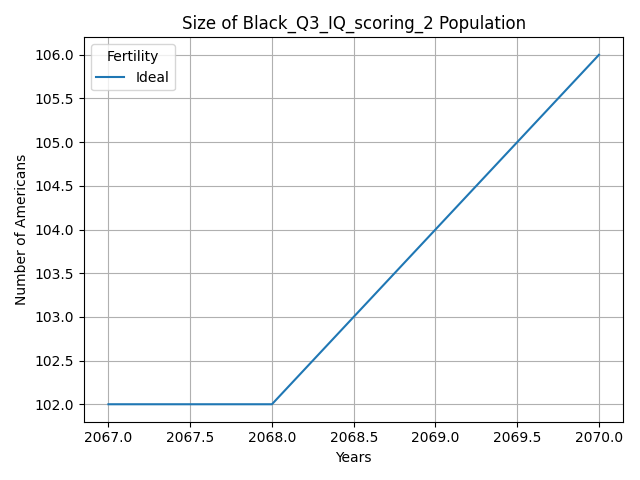 Size of Black_Q3_IQ_scoring_2 Population
Fertility
Ideal
Number of Americans
106.0
105.5
105.0
104.5
104.0
103.5
103.0
102.5
102.0
2067.0 2067.5 2068.0 2068.5 2069.0 2069.5 2070.0
Years